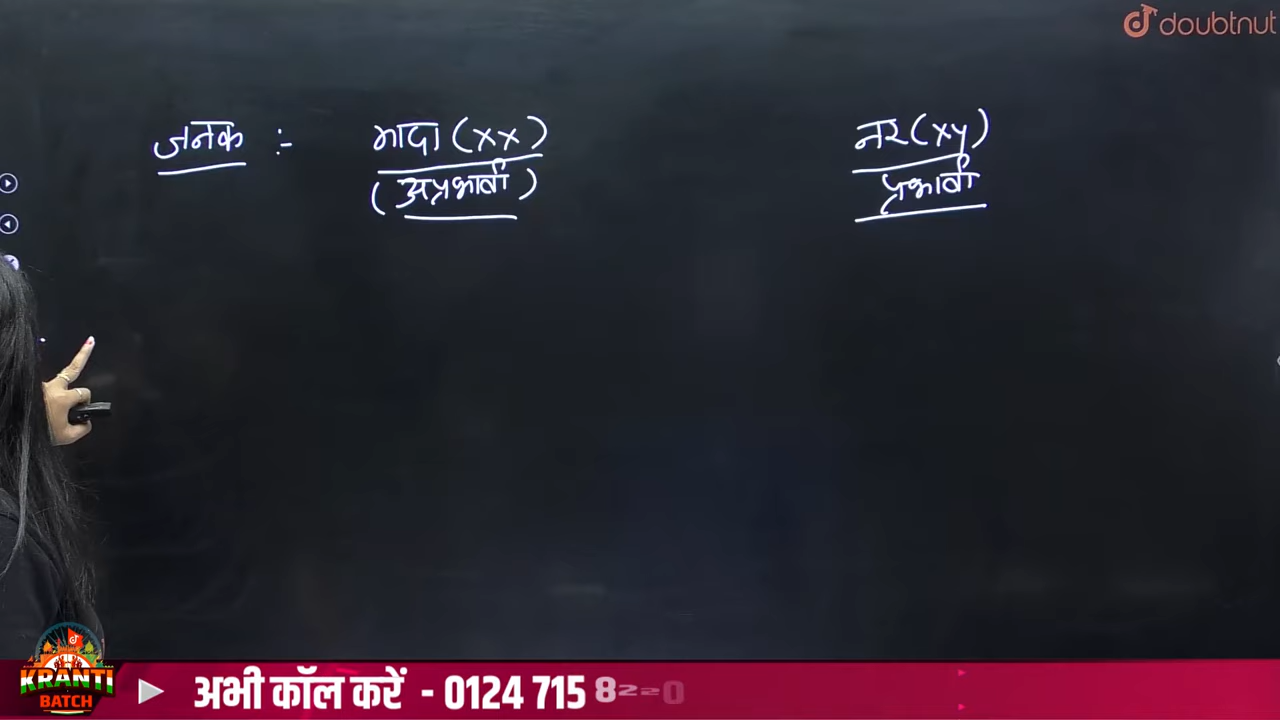 doubtnut
जनक :- मादा (xx) नर (xy)
(अप्रभावी) प्रभावी
KRANTI
BATCH
अभी कॉल करें - 0124 715